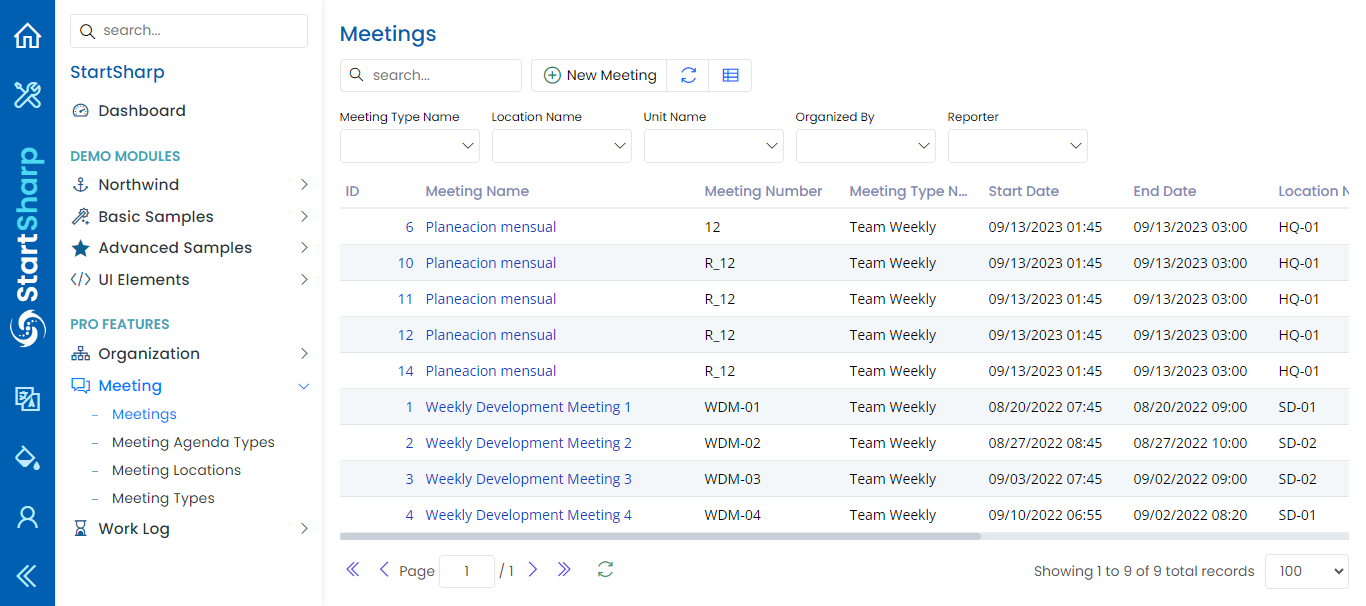 StartSharp
search...
StartSharp
Dashboard
DEMO MODULES
Northwind
Basic Samples
Advanced Samples
UI Elements
PRO FEATURES
Organization
Meeting
Meetings
Meeting Agenda Types
Meeting Locations
Meeting Types
Work Log
Meetings
search...
New Meeting
Meeting Type Name Location Name Unit Name Organized By Reporter
ID Meeting Name Meeting Number Meeting Type N... Start Date End Date Location N
6 Planeacion mensual 12 Team Weekly 09/13/2023 01:45 09/13/2023 03:00 HQ-01
10 Planeacion mensual R_12 Team Weekly 09/13/2023 01:45 09/13/2023 03:00 HQ-01
11 Planeacion mensual R_12 Team Weekly 09/13/2023 01:45 09/13/2023 03:00 HQ-01
12 Planeacion mensual R_12 Team Weekly 09/13/2023 01:45 09/13/2023 03:00 HQ-01
14 Planeacion mensual R_12 Team Weekly 09/13/2023 01:45 09/13/2023 03:00 HQ-01
1 Weekly Development Meeting 1 WDM-01 Team Weekly 08/20/2022 07:45 08/20/2022 09:00 SD-01
2 Weekly Development Meeting 2 WDM-02 Team Weekly 08/27/2022 08:45 08/27/2022 10:00 SD-02
3 Weekly Development Meeting 3 WDM-03 Team Weekly 09/03/2022 07:45 09/02/2022 09:00 SD-02
4 Weekly Development Meeting 4 WDM-04 Team Weekly 09/10/2022 06:55 09/02/2022 08:20 SD-01
Page 1 / 1 Showing 1 to 9 of 9 total records 100